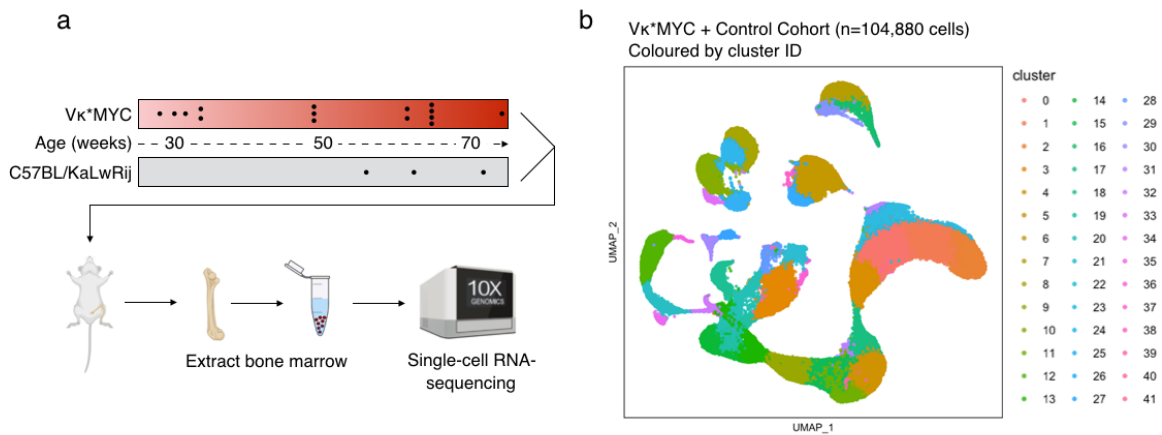 a
Vκ*MYC
Age (weeks) 30 50 70
C57BL/KaLwRij
10X
GENOMICS
Extract bone marrow
Single-cell RNA-
sequencing
b
Vκ*MYC + Control Cohort (n=104,880 cells)
Coloured by cluster ID
UMAP_2
UMAP_1
cluster
0 14 28
1 15 29
2 16 30
3 17 31
4 18 32
5 19 33
6 20 34
7 21 35
8 22 36
9 23 37
10 24 38
11 25 39
12 26 40
13 27 41